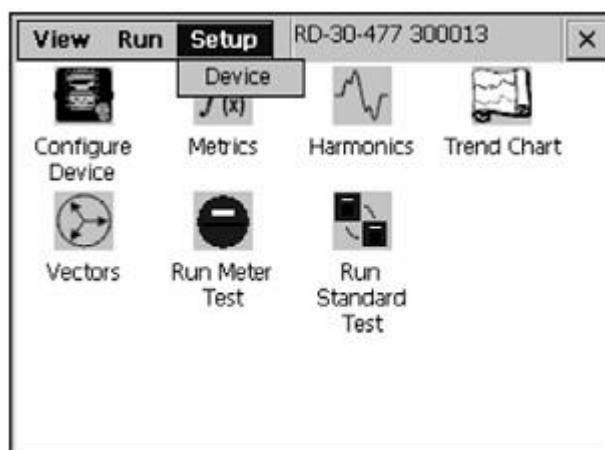 View Run Setup RD-30-477 300013
Device
f (x)
Configure Device
Metrics
Harmonics
Trend Chart
Vectors
Run Meter Test
Run Standard Test